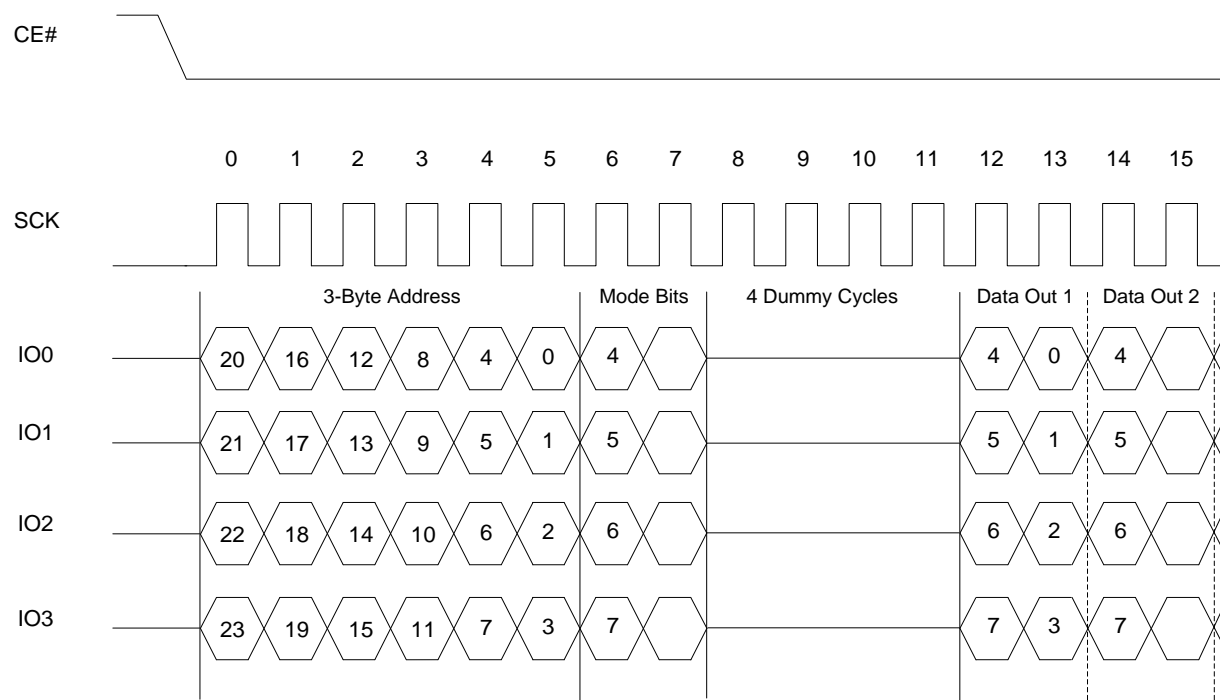 CE#
0 1 2 3 4 5 6 7 8 9 10 11 12 13 14 15
SCK
3-Byte Address Mode Bits 4 Dummy Cycles Data Out 1 Data Out 2
IO0 20 16 12 8 4 0 4 4 0 4
IO1 21 17 13 9 5 1 5 5 1 5
IO2 22 18 14 10 6 2 6 6 2 6
IO3 23 19 15 11 7 3 7 7 3 7